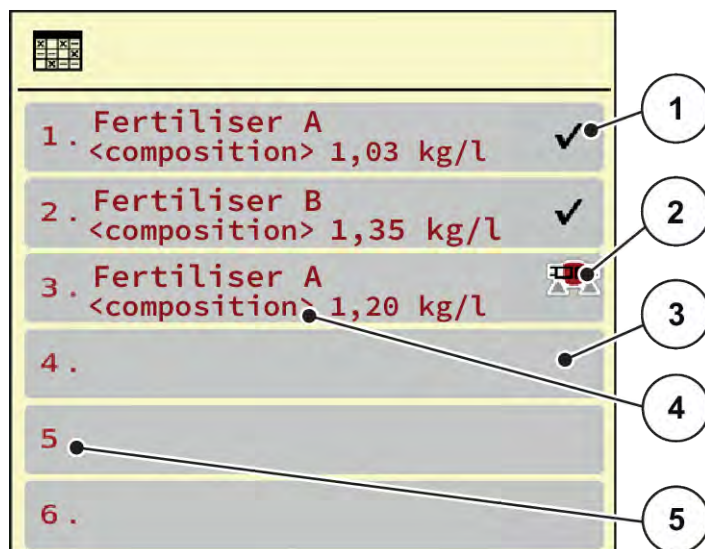 1. Fertiliser A
<composition> 1,03 kg/l
2. Fertiliser B
<composition> 1,35 kg/l
3. Fertiliser A
<composition> 1,20 kg/l
4.
5
6.
1
2
3
4
5